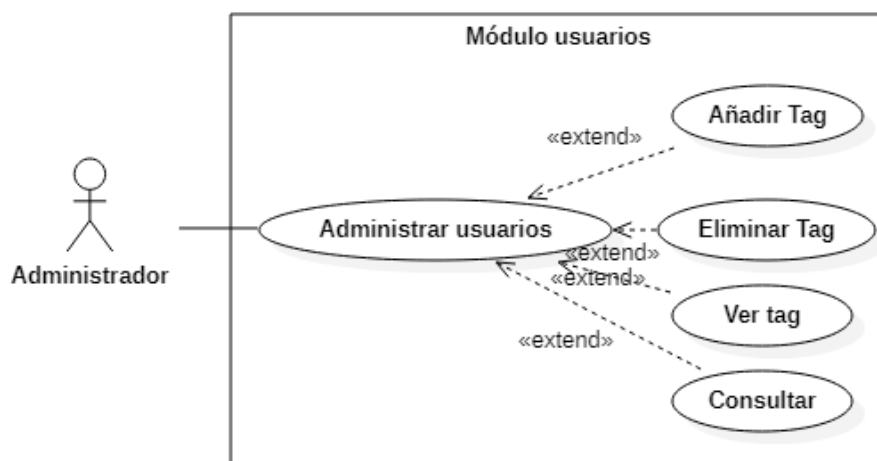 Módulo usuarios
Añadir Tag
«extend»
Administrar usuarios
Eliminar Tag
«extend»
Administrador
«extend»
Ver tag
«extend»
Consultar